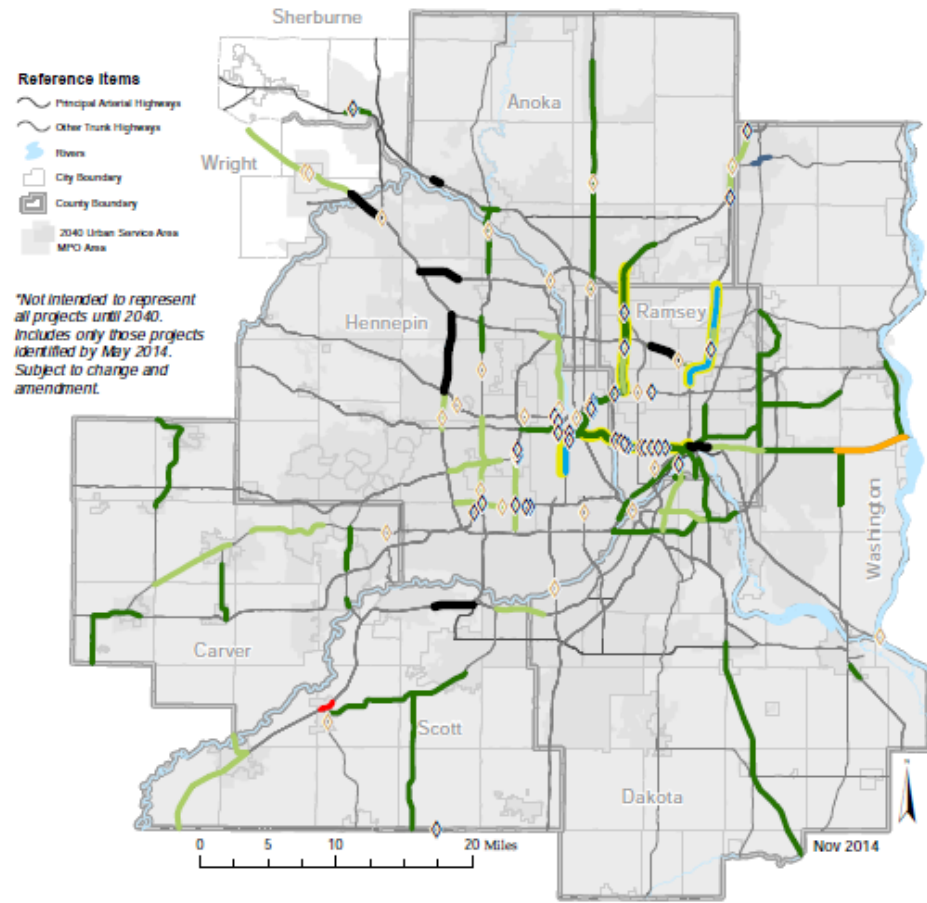 Sherburne
Reference Items
Principal Arterial Highways
Other Trunk Highways
Rivers
City Boundary
County Boundary
2040 Urban Service Area
MPO Area
Anoka
Wright
*Not intended to represent
all projects until 2040.
Includes only those projects
identified by May 2014.
Subject to change and
amendment.
Hennepin
Ramsey
Washington
Carver
Scott
Dakota
N
Nov 2014
0 5 10 20 Miles